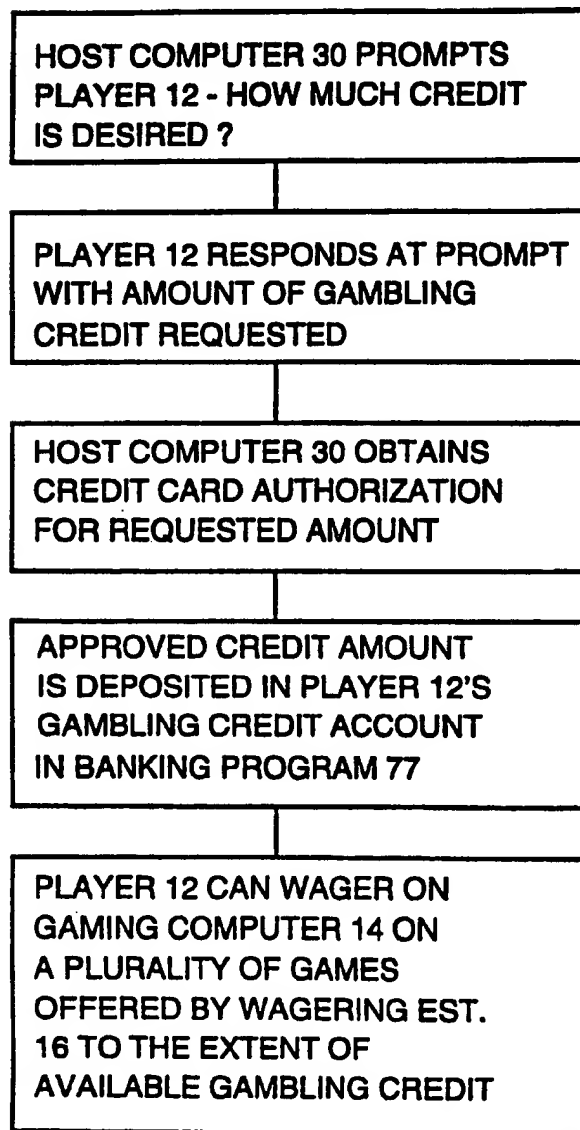 HOST COMPUTER 30 PROMPTS
PLAYER 12 - HOW MUCH CREDIT
IS DESIRED ?
PLAYER 12 RESPONDS AT PROMPT
WITH AMOUNT OF GAMBLING
CREDIT REQUESTED
HOST COMPUTER 30 OBTAINS
CREDIT CARD AUTHORIZATION
FOR REQUESTED AMOUNT
APPROVED CREDIT AMOUNT
IS DEPOSITED IN PLAYER 12'S
GAMBLING CREDIT ACCOUNT
IN BANKING PROGRAM 77
PLAYER 12 CAN WAGER ON
GAMING COMPUTER 14 ON
A PLURALITY OF GAMES
OFFERED BY WAGERING EST.
16 TO THE EXTENT OF
AVAILABLE GAMBLING CREDIT